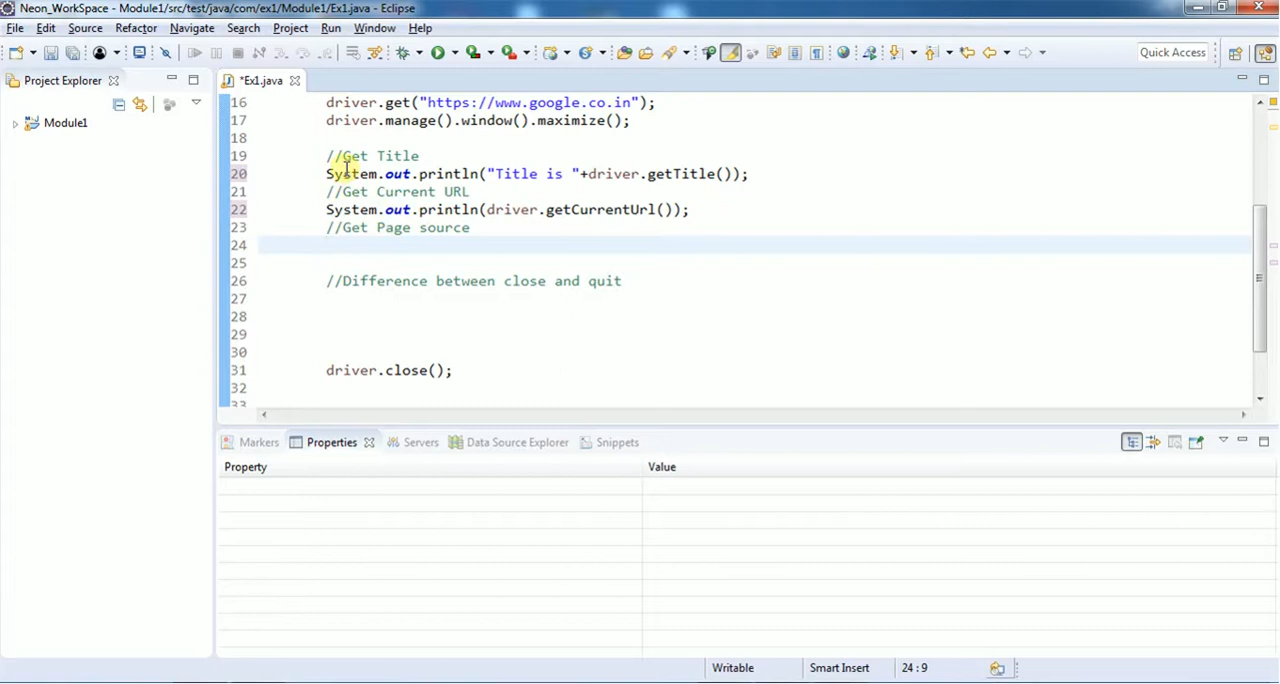 Neon_WorkSpace - Module1/src/test/java/com/ex1/Module1/Ex1.java - Eclipse
File Edit Source Refactor Navigate Search Project Run Window Help
Quick Access
Project Explorer
*Ex1.java
Module1
16 driver.get("https://www.google.co.in");
17 driver.manage().window().maximize();
18
19 //Get Title
20 System.out.println("Title is "+driver.getTitle());
21 //Get Current URL
22 System.out.println(driver.getCurrentUrl());
23 //Get Page source
24
25
26 //Difference between close and quit
27
28
29
30
31 driver.close();
32
33
Markers Properties Servers Data Source Explorer Snippets
Property Value
Writable Smart Insert 24 : 9